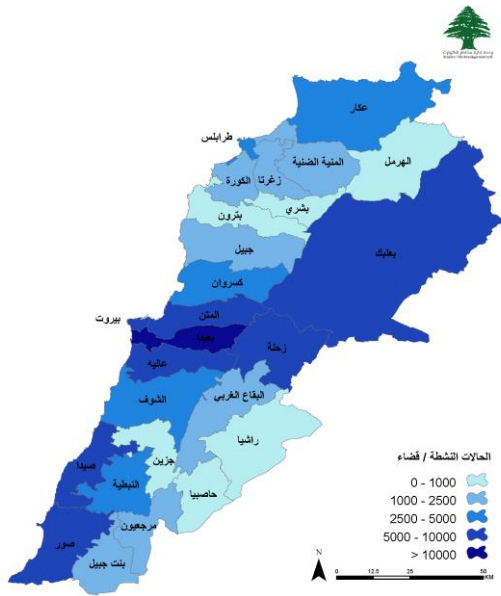 عكار
طرابلس
المنية الضنية
زغرتا
الكورة
الهرمل
بشري
بترون
جبيل
بعلبك
كسروان
المتن
بيروت
بعبدا
زحلة
عاليه
البقاع الغربي
الشوف
راشيا
جزين
صيدا
النبطية
حاصبيا
مرجعيون
صور
بنت جبيل
الحالات النشطة / قضاء
0 - 1000
1000 - 2500
2500 - 5000
5000 - 10000
> 10000
N
0 12.5 25 50
KM